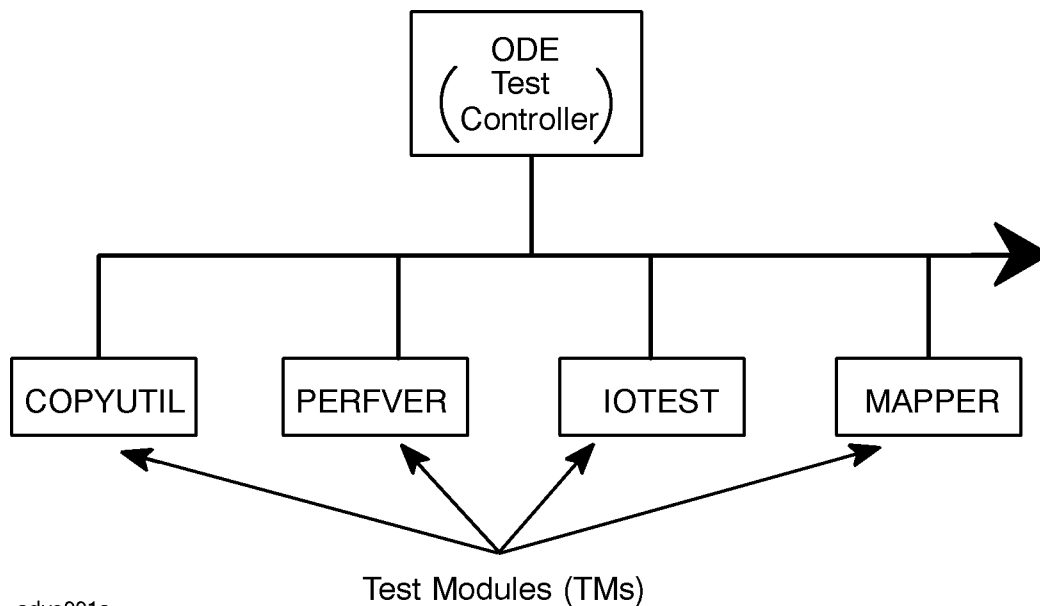 ODE
Test
(Controller)
COPYUTIL
PERFVER
IOTEST
MAPPER
Test Modules (TMs)